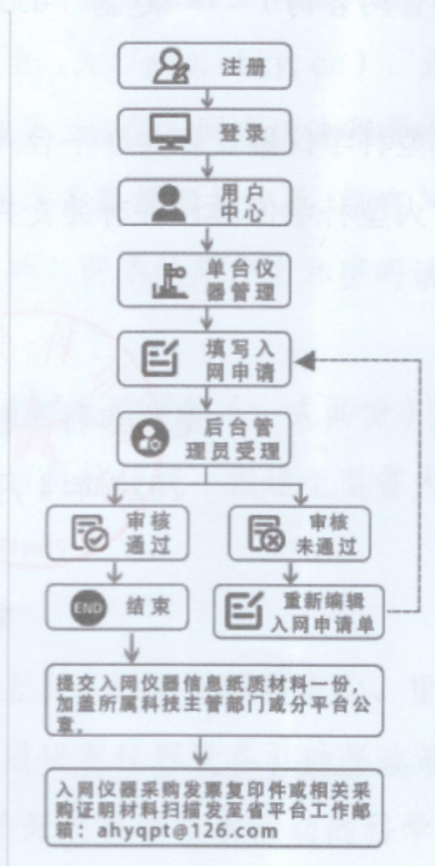 注册
登录
用户
中心
单台仪
器管理
填写入
网申请
后台管
理员受理
审核
通过
审核
未通过
END 结束
重新编辑
入网申请单
提交入网仪器信息纸质材料一份，
加盖所属科技主管部门或分平台公
章。
入网仪器采购发票复印件或相关采
购证明材料扫描发至省平台工作邮
箱：ahyqpt@126.com